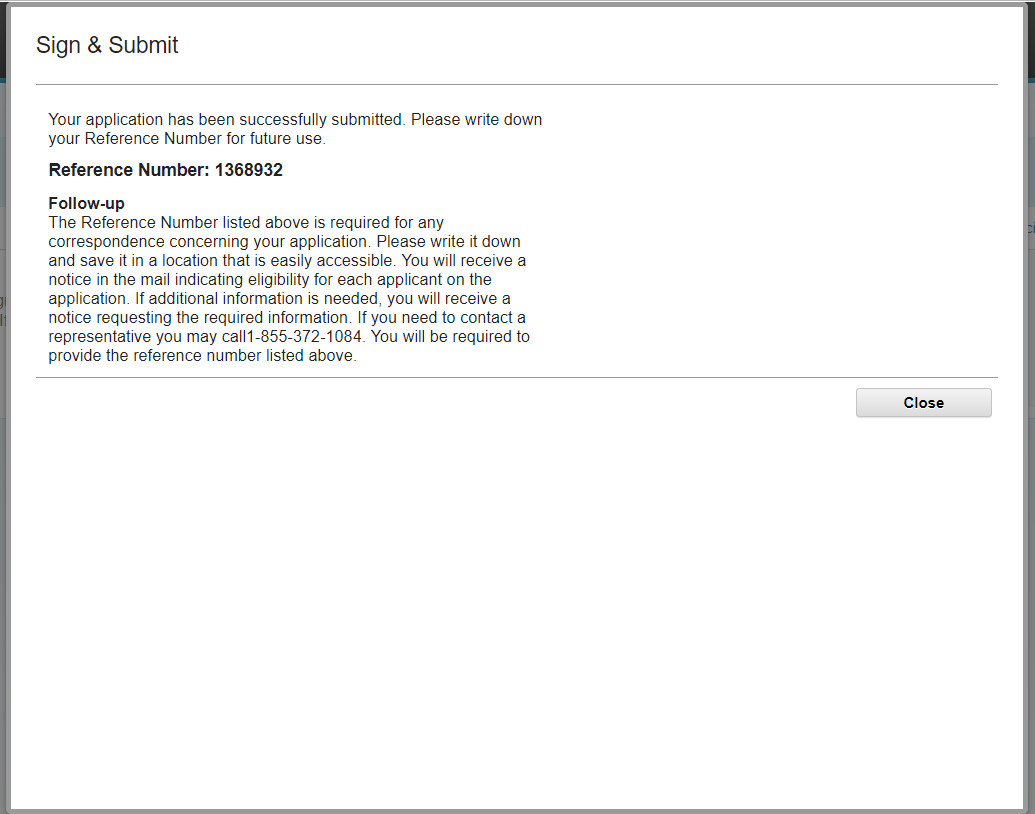 Sign & Submit
Your application has been successfully submitted. Please write down
your Reference Number for future use.
Reference Number: 1368932
Follow-up
The Reference Number listed above is required for any
correspondence concerning your application. Please write it down
and save it in a location that is easily accessible. You will receive a
notice in the mail indicating eligibility for each applicant on the
application. If additional information is needed, you will receive a
notice requesting the required information. If you need to contact a
representative you may call1-855-372-1084. You will be required to
provide the reference number listed above.
Close